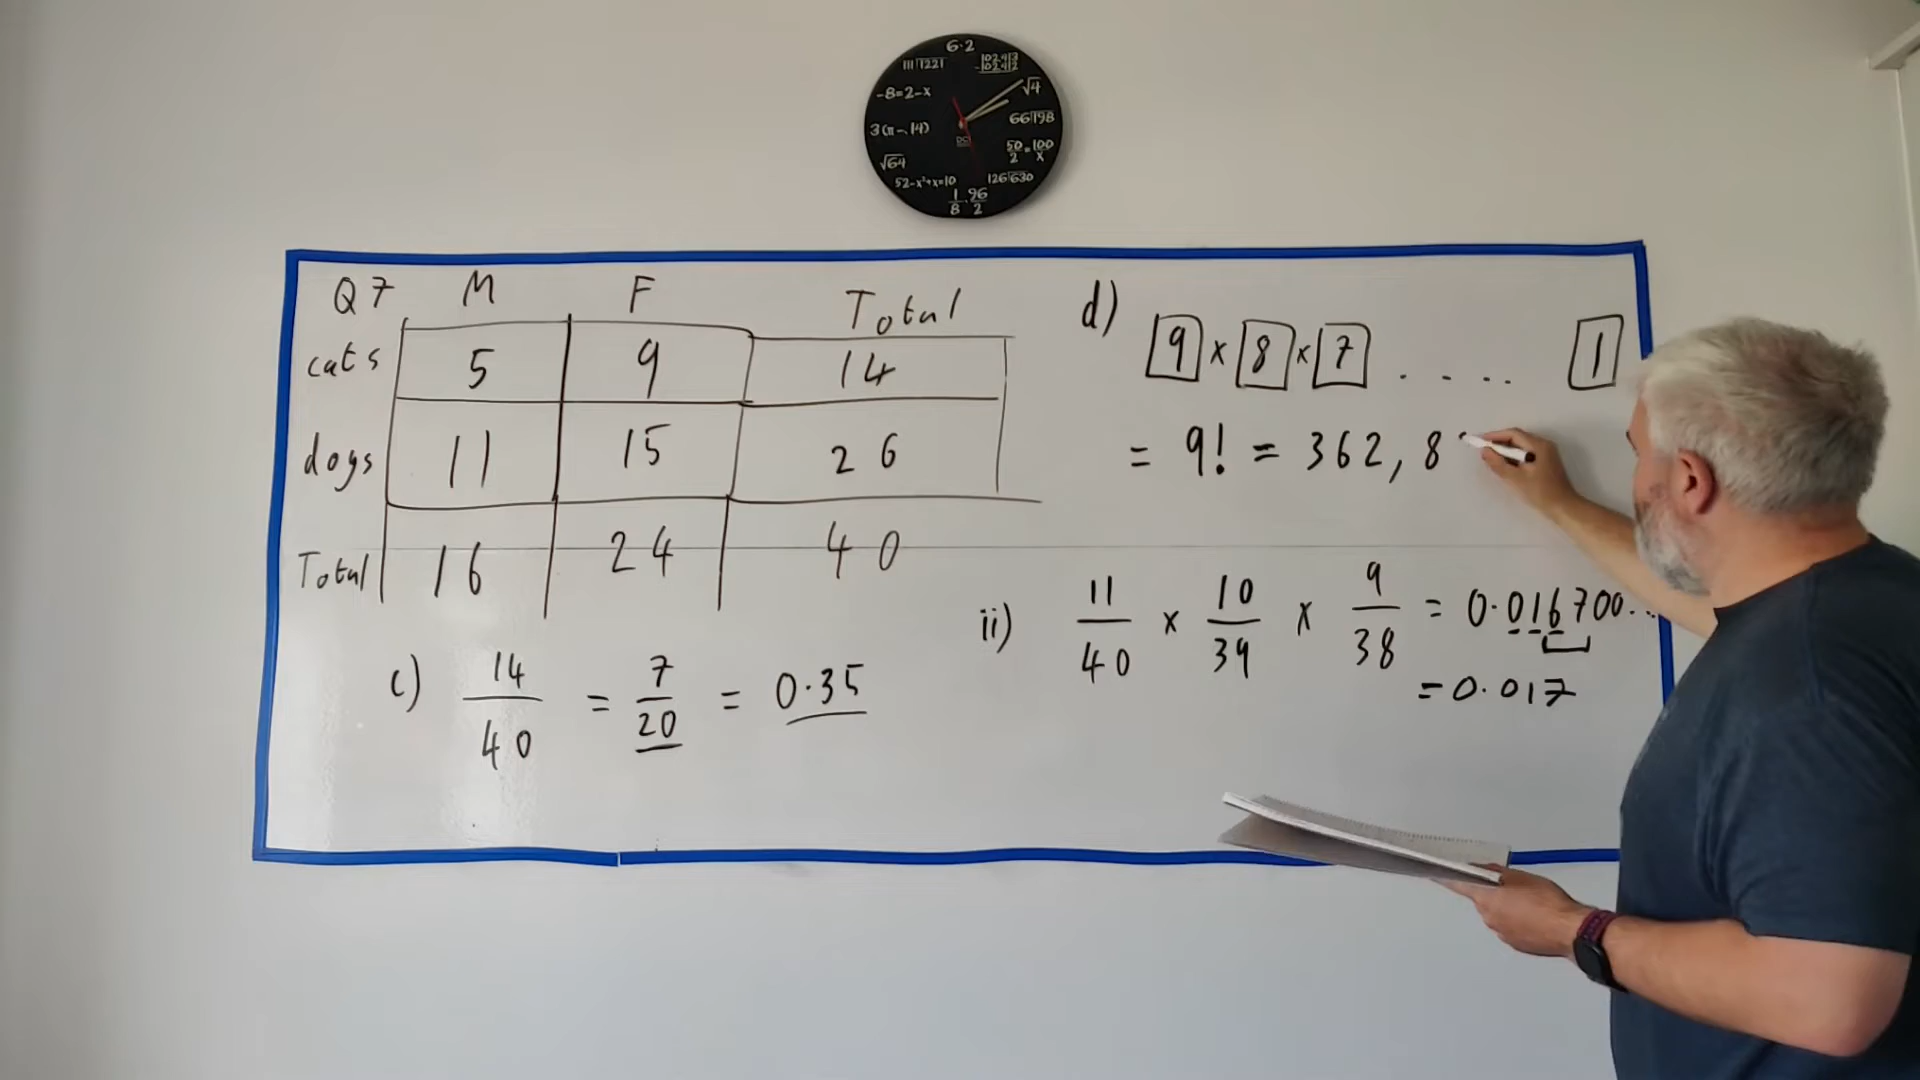 6.2
111⟌1221
102413
-102412
-8=2-x
√4
3(π-.14)
66⟌198
√64
50/2=100/x
52-x²+x=10
126⟌630
1/8 · 96/2
Q7 M F Total
cats 5 9 14
dogs 11 15 26
Total 16 24 40
c) 14/40 = 7/20 = 0.35
d) 9 x 8 x 7 . . . . 1
= 9! = 362,8
ii) 11/40 x 10/39 x 9/38 = 0.016700..
= 0.017